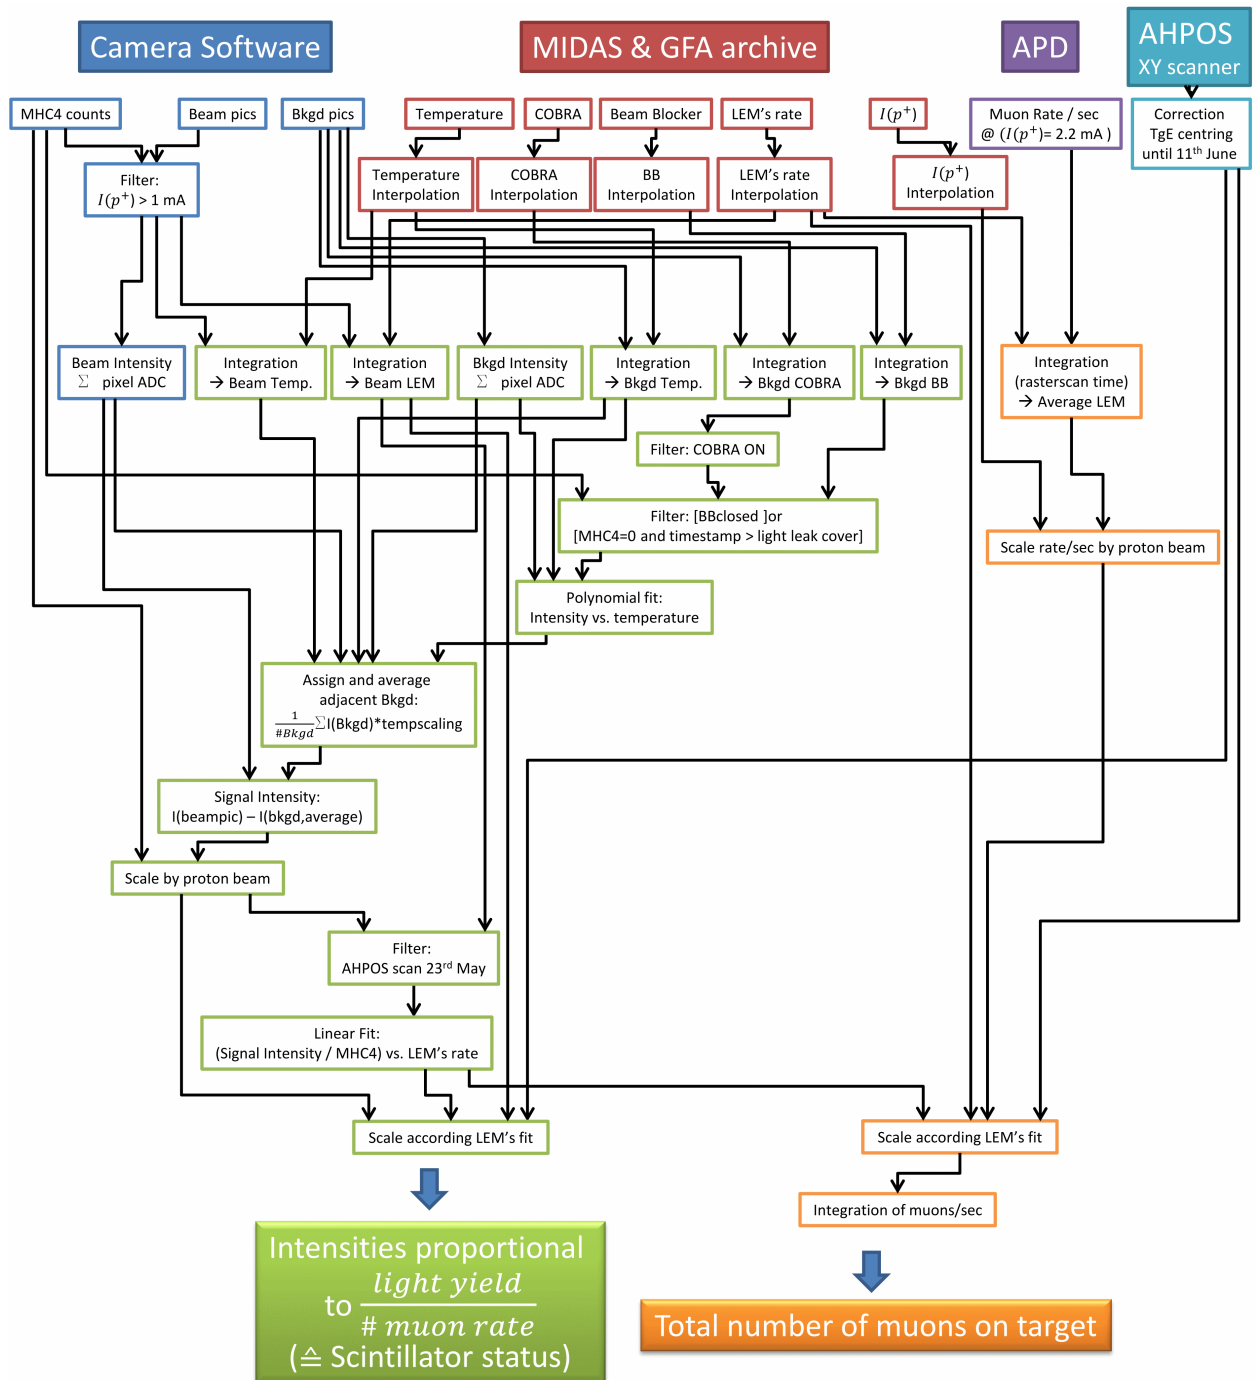 Camera Software
MIDAS & GFA archive
APD
AHPOS
XY scanner
MHC4 counts
Beam pics
Bkgd pics
Temperature
COBRA
Beam Blocker
LEM's rate
I(p⁺)
Muon Rate / sec
@ (I(p⁺)= 2.2 mA )
Correction
TgE centring
until 11ᵗʰ June
Filter:
I(p⁺) > 1 mA
Temperature
Interpolation
COBRA
Interpolation
BB
Interpolation
LEM's rate
Interpolation
I(p⁺)
Interpolation
Beam Intensity
Σ pixel ADC
Integration
→ Beam Temp.
Integration
→ Beam LEM
Bkgd Intensity
Σ pixel ADC
Integration
→ Bkgd Temp.
Integration
→ Bkgd COBRA
Integration
→ Bkgd BB
Integration
(rasterscan time)
→ Average LEM
Filter: COBRA ON
Filter: [BBclosed ]or
[MHC4=0 and timestamp > light leak cover]
Scale rate/sec by proton beam
Polynomial fit:
Intensity vs. temperature
Assign and average
adjacent Bkgd:
1/#Bkgd ΣI(Bkgd)*tempscaling
Signal Intensity:
I(beampic) – I(bkgd,average)
Scale by proton beam
Filter:
AHPOS scan 23ʳᵈ May
Linear Fit:
(Signal Intensity / MHC4) vs. LEM's rate
Scale according LEM's fit
Scale according LEM's fit
Integration of muons/sec
Intensities proportional
to light yield / # muon rate
(≙ Scintillator status)
Total number of muons on target